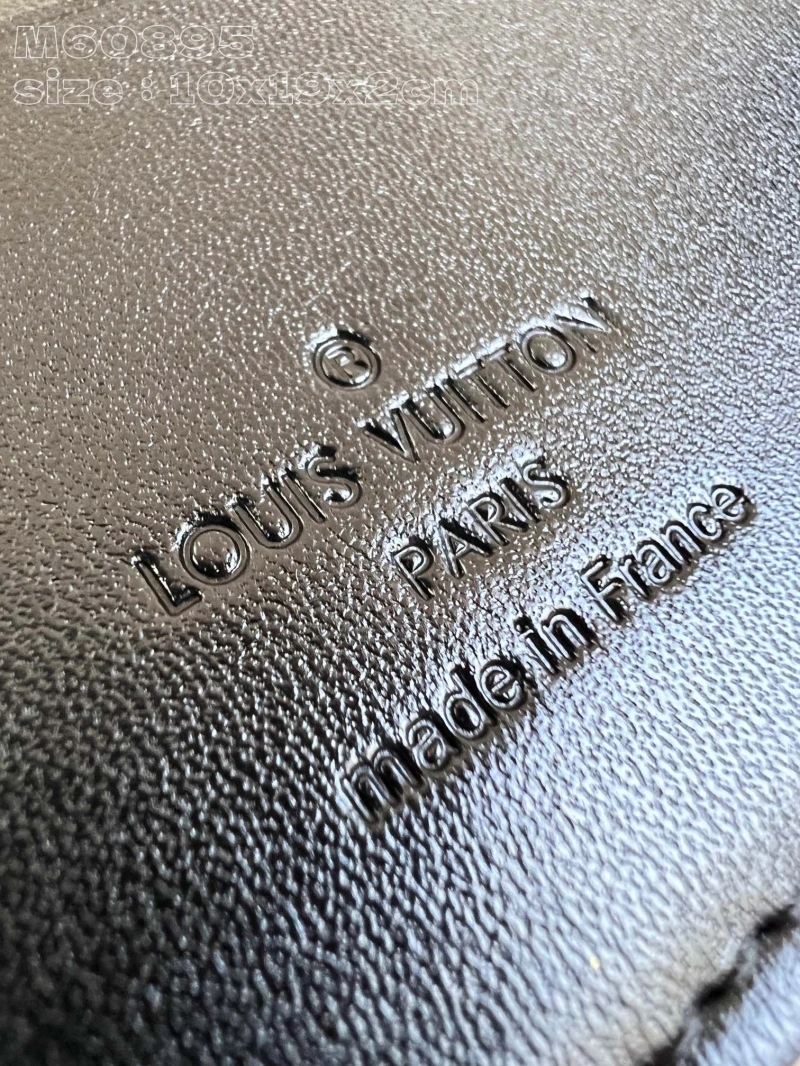 M60895
size : 10x19x2cm
®
LOUIS VUITTON
PARIS
made in France